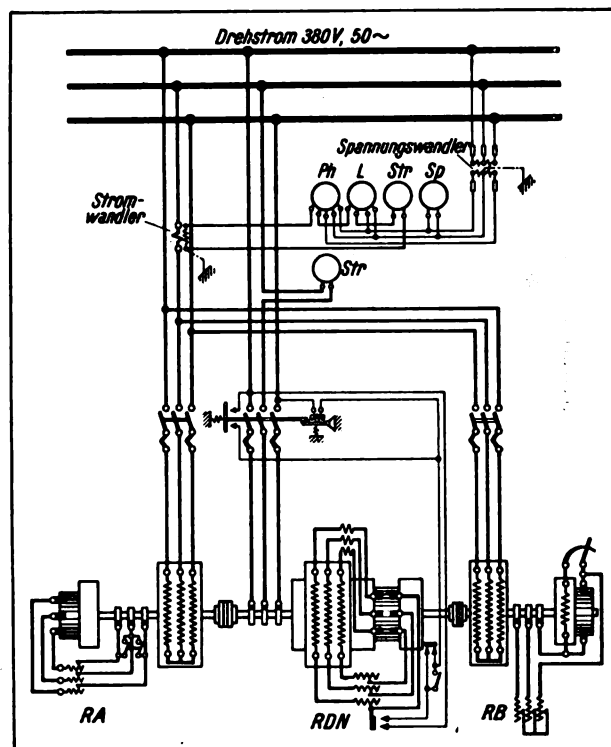 Drehstrom 380V, 50~
Spannungswandler
Ph L Str Sp
Strom-
wandler
Str
RA
RDN
RB